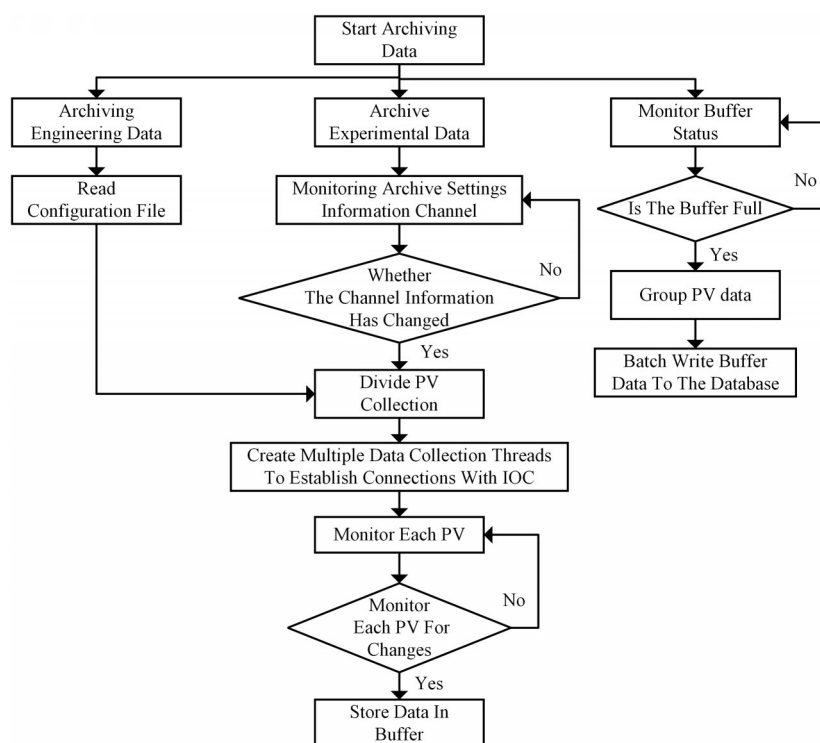 Start Archiving
Data
Archiving
Engineering Data
Archive
Experimental Data
Monitor Buffer
Status
Read
Configuration File
Monitoring Archive Settings
Information Channel
No
Is The Buffer Full
Whether
The Channel Information
Has Changed
No
Yes
Group PV data
Yes
Batch Write Buffer
Data To The Database
Divide PV
Collection
Create Multiple Data Collection Threads
To Establish Connections With IOC
Monitor Each PV
Monitor
Each PV For
Changes
No
Yes
Store Data In
Buffer